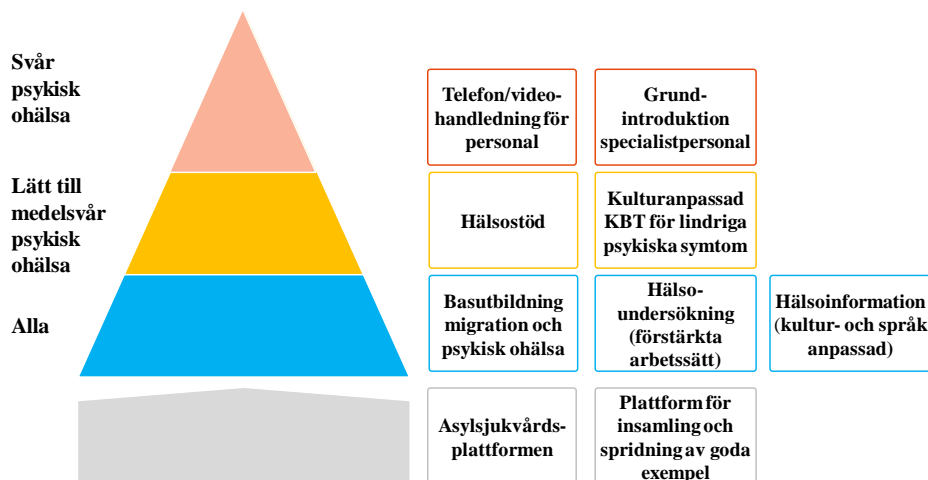 Svår
psykisk
ohälsa
Telefon/video-
handledning för
personal
Grund-
introduktion
specialistpersonal
Lätt till
medelsvår
psykisk
ohälsa
Hälsostöd
Kulturanpassad
KBT för lindriga
psykiska symtom
Alla
Basutbildning
migration och
psykisk ohälsa
Hälso-
undersökning
(förstärkta
arbetssätt)
Hälsoinformation
(kultur- och språk
anpassad)
Asylsjukvårds-
plattformen
Plattform för
insamling och
spridning av goda
exempel